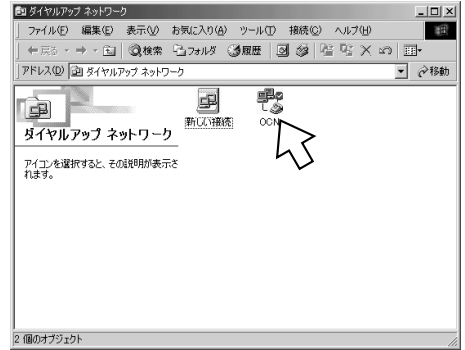 ダイヤルアップ ネットワーク
ファイル(F) 編集(E) 表示(V) お気に入り(A) ツール(T) 接続(C) ヘルプ(H)
戻る 検索 フォルダ 履歴
アドレス(D) ダイヤルアップ ネットワーク 移動
新しい接続 OCN
ダイヤルアップ ネットワーク
アイコンを選択すると、その説明が表示さ
れます。
2 個のオブジェクト